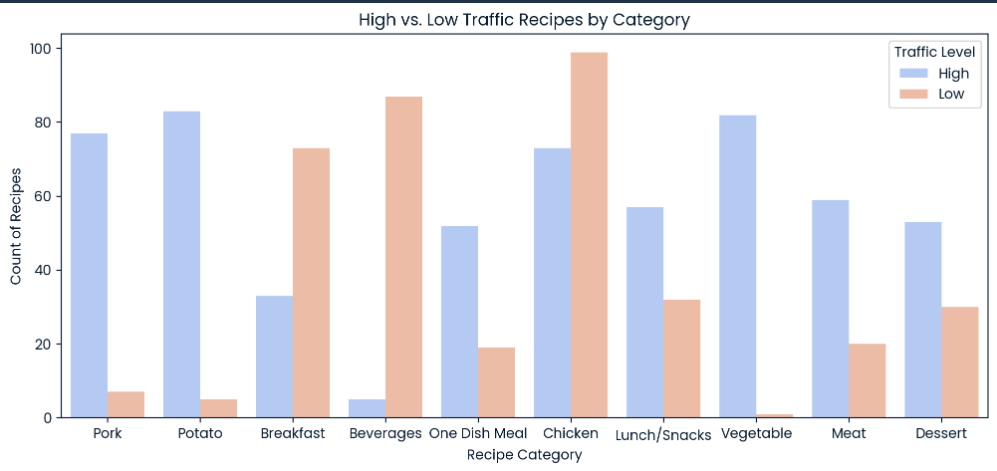 High vs. Low Traffic Recipes by Category
Traffic Level
High
Low
Count of Recipes
100
80
60
40
20
0
Pork Potato Breakfast Beverages One Dish Meal Chicken Lunch/Snacks Vegetable Meat Dessert
Recipe Category